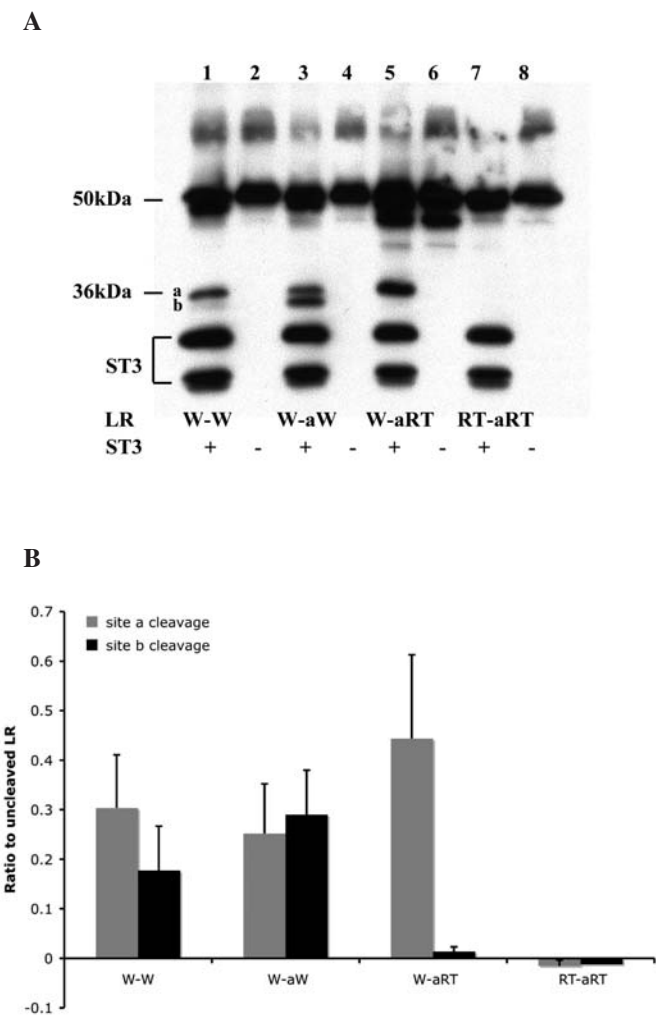 A
1 2 3 4 5 6 7 8
50kDa
36kDa
a
b
ST3
LR W-W W-aW W-aRT RT-aRT
ST3 + - + - + - + -
B
0.7
0.6
0.5
0.4
0.3
0.2
0.1
0
-0.1
Ratio to uncleaved LR
site a cleavage
site b cleavage
W-W W-aW W-aRT RT-aRT